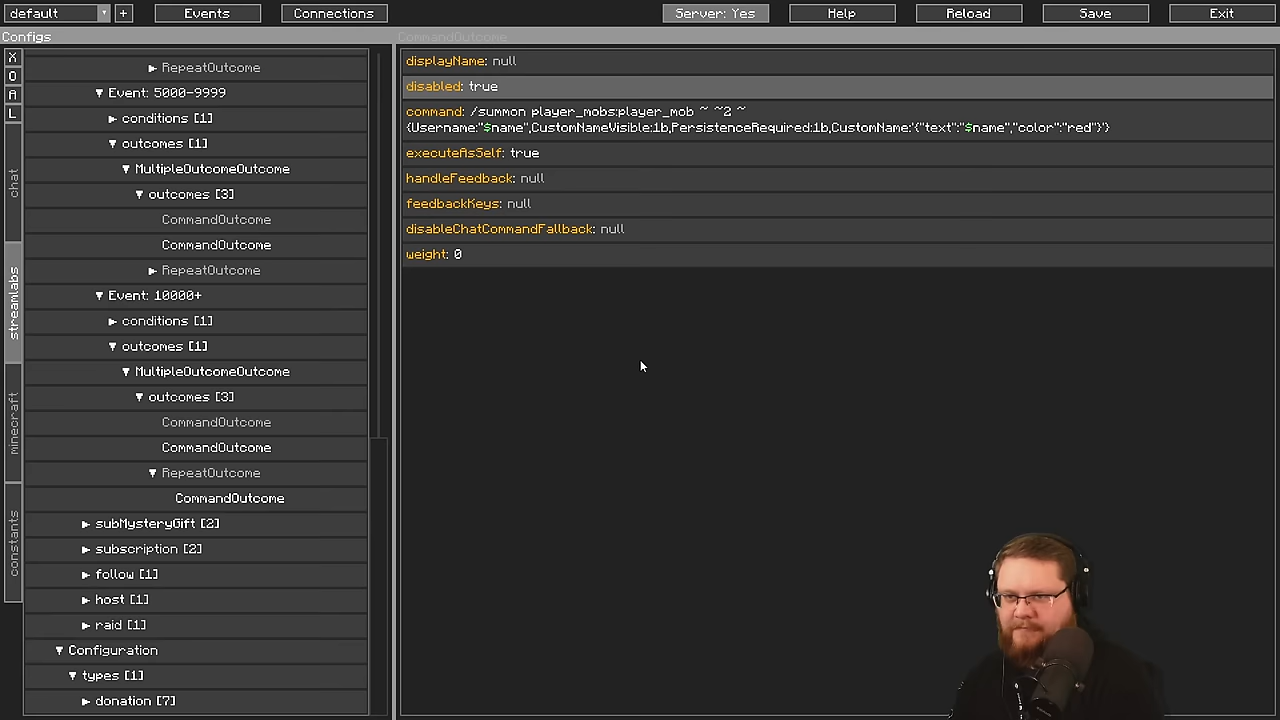 default + Events Connections Server: Yes Help Reload Save Exit
Configs
CommandOutcome
X
O
A
L
chat
streamlabs
minecraft
constants
RepeatOutcome
Event: 5000-9999
conditions [1]
outcomes [1]
MultipleOutcomeOutcome
outcomes [3]
CommandOutcome
CommandOutcome
RepeatOutcome
Event: 10000+
conditions [1]
outcomes [1]
MultipleOutcomeOutcome
outcomes [3]
CommandOutcome
CommandOutcome
RepeatOutcome
CommandOutcome
subMysteryGift [2]
subscription [2]
follow [1]
host [1]
raid [1]
Configuration
types [1]
donation [7]
displayName: null
disabled: true
command: /summon player_mobs:player_mob ~ ~2 ~
{Username:"$name",CustomNameVisible:1b,PersistenceRequired:1b,CustomName:'{"text":"$name","color":"red"}'}
executeAsSelf: true
handleFeedback: null
feedbackKeys: null
disableChatCommandFallback: null
weight: 0